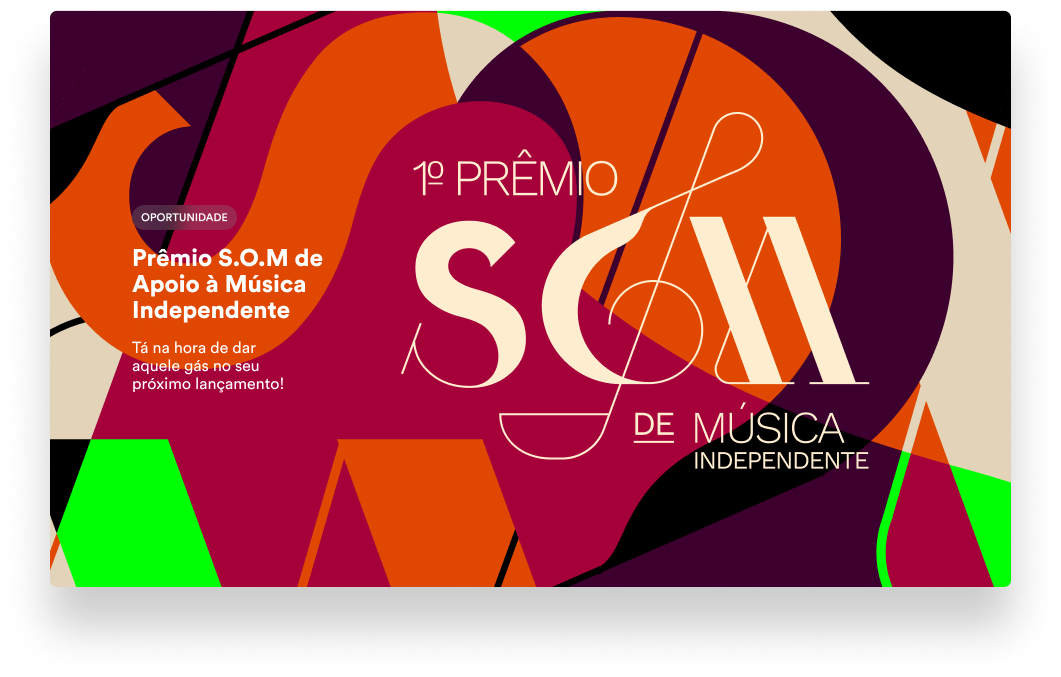 OPORTUNIDADE
Prêmio S.O.M de
Apoio à Música
Independente
Tá na hora de dar
aquele gás no seu
próximo lançamento!
1º PRÊMIO
SOM
DE MÚSICA
INDEPENDENTE